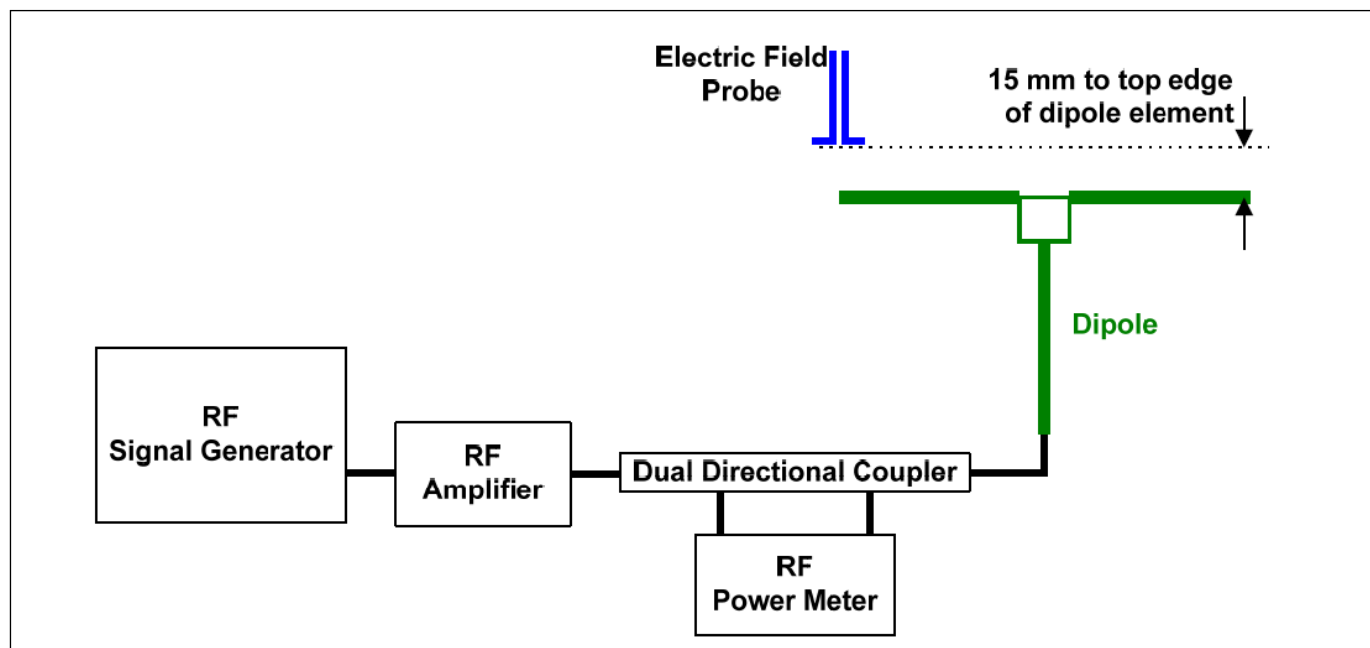 Electric Field
Probe
15 mm to top edge
of dipole element
Dipole
RF
Signal Generator
RF
Amplifier
Dual Directional Coupler
RF
Power Meter